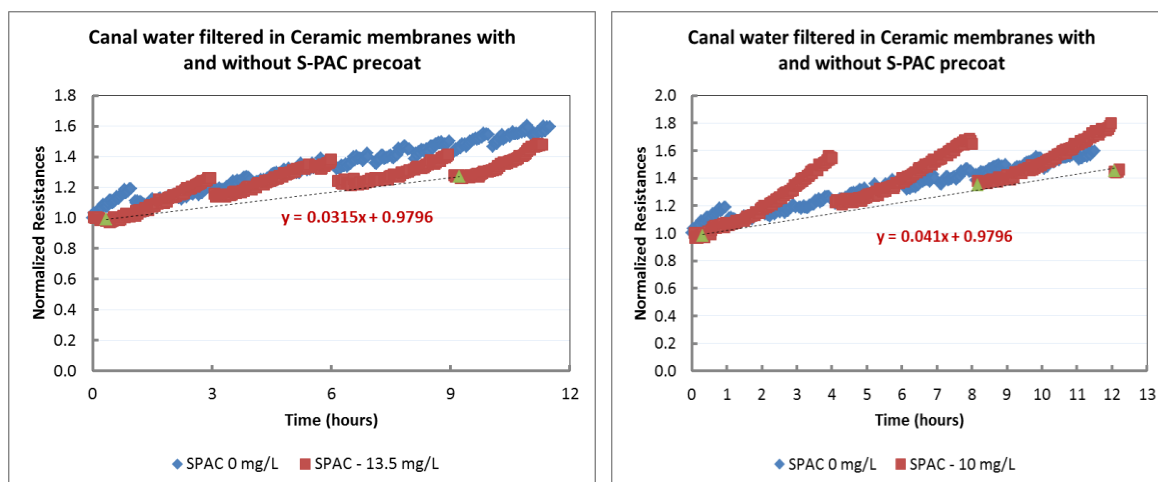 Canal water filtered in Ceramic membranes with
and without S-PAC precoat
Normalized Resistances
1.8
1.6
1.4
1.2
1.0
0.8
0.6
0.4
0.2
0.0
y = 0.0315x + 0.9796
0 3 6 9 12
Time (hours)
SPAC 0 mg/L SPAC - 13.5 mg/L
Canal water filtered in Ceramic membranes with
and without S-PAC precoat
Normalized Resistances
2.0
1.8
1.6
1.4
1.2
1.0
0.8
0.6
0.4
0.2
0.0
y = 0.041x + 0.9796
0 1 2 3 4 5 6 7 8 9 10 11 12 13
Time (hours)
SPAC 0 mg/L SPAC - 10 mg/L